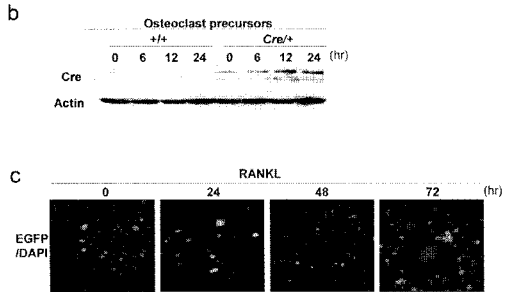 b
Osteoclast precursors
+/+ Cre/+
0 6 12 24 0 6 12 24 (hr)
Cre
Actin
c
RANKL
0 24 48 72 (hr)
EGFP
/DAPI